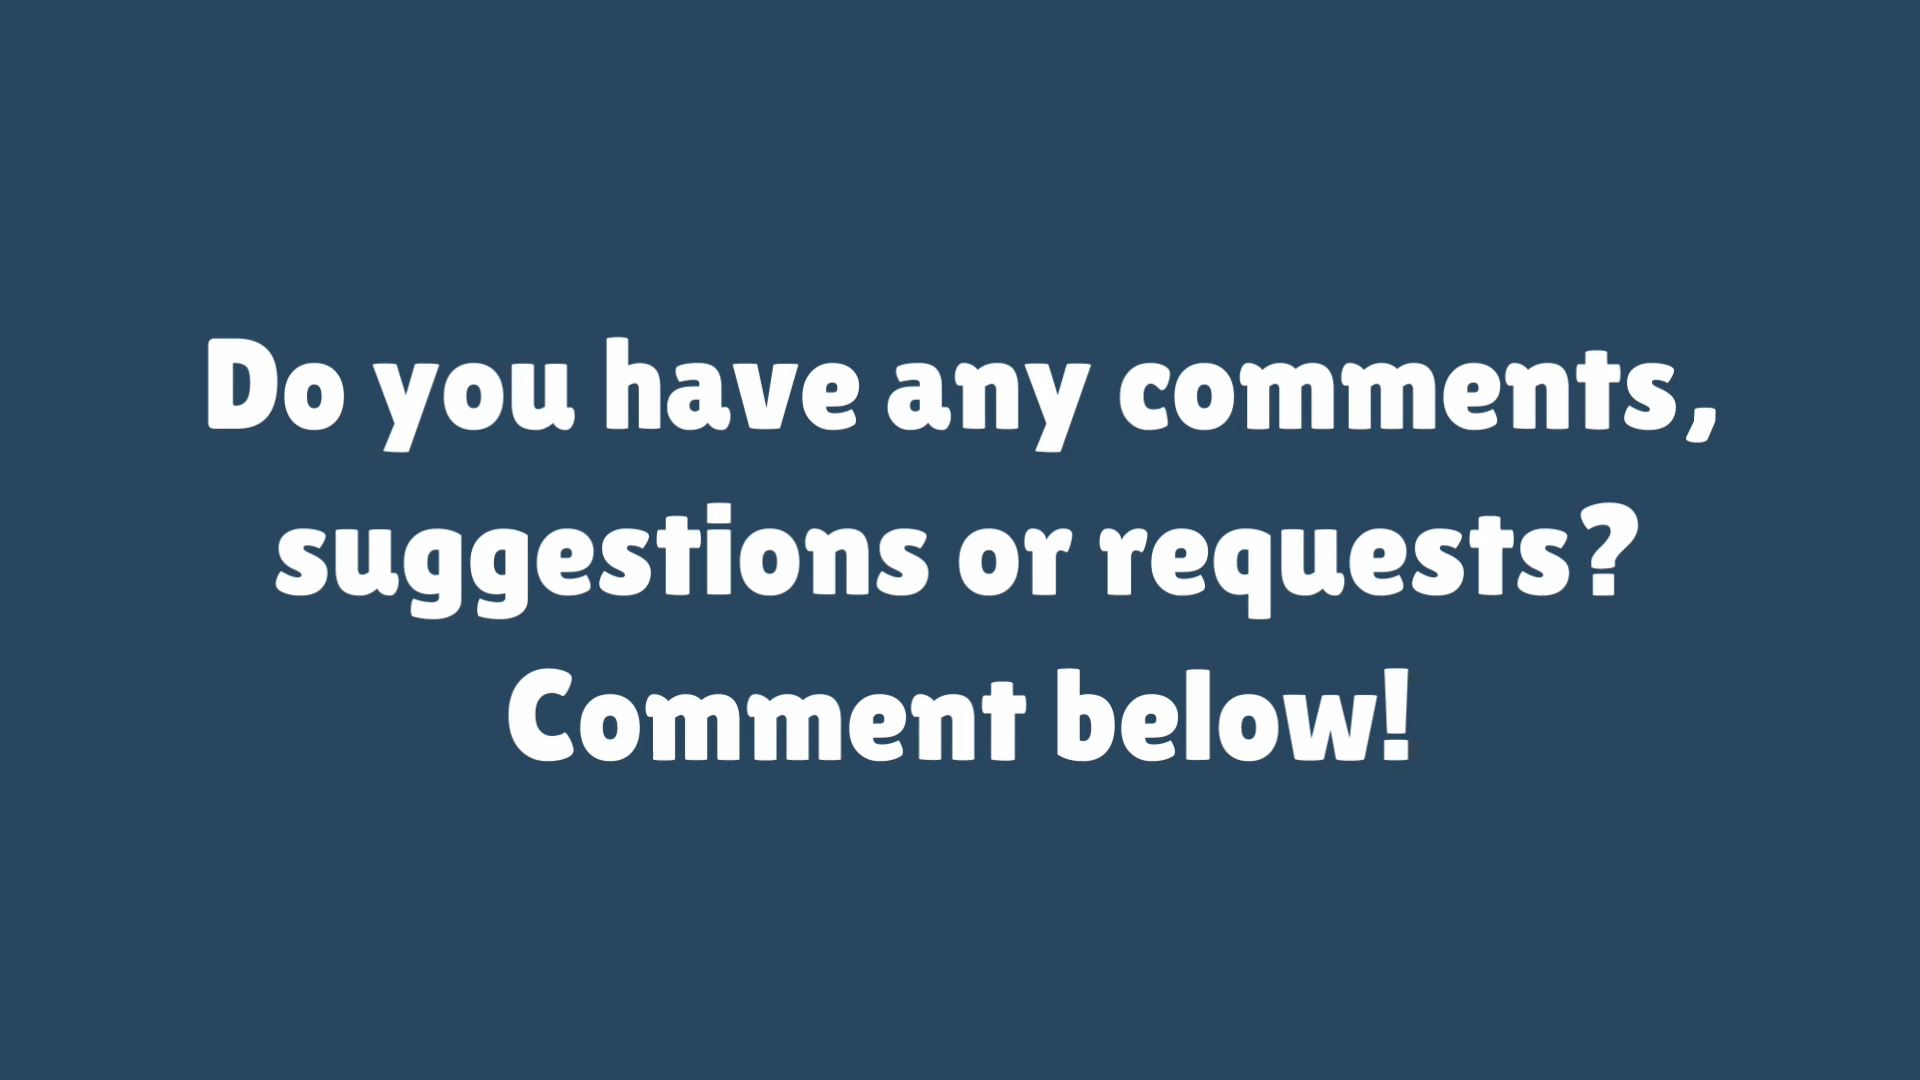 Do you have any comments,
suggestions or requests?
Comment below!